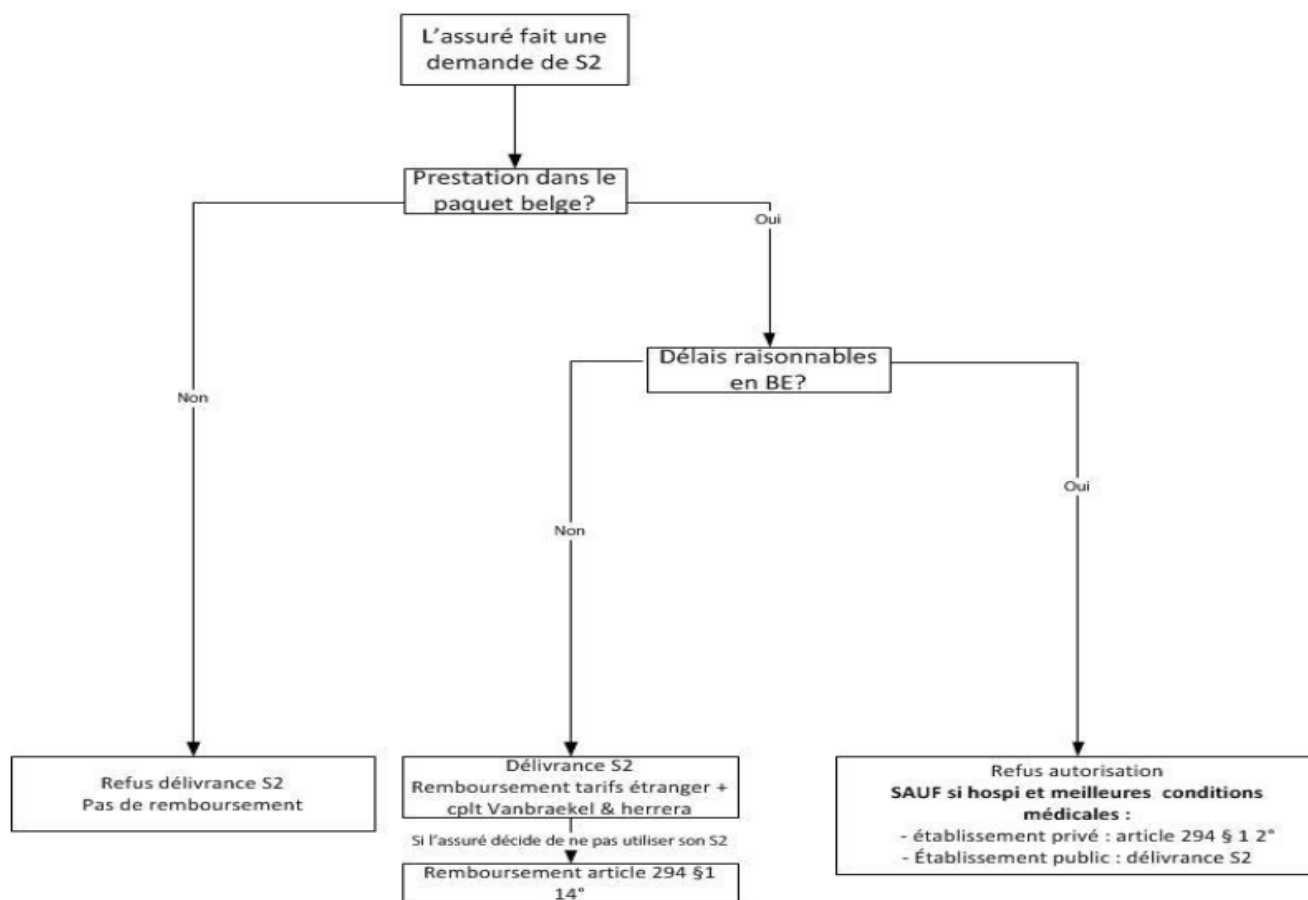 L'assuré fait une
demande de S2
Prestation dans le
paquet belge?
Oui
Délais raisonnables
en BE?
Non
Oui
Non
Refus délivrance S2
Pas de remboursement
Délivrance S2
Remboursement tarifs étranger +
cplt Vanbraekel & herrera
Si l'assuré décide de ne pas utiliser son S2
Remboursement article 294 §1
14°
Refus autorisation
SAUF si hospi et meilleures conditions
médicales :
- établissement privé : article 294 § 1 2°
- Établissement public : délivrance S2